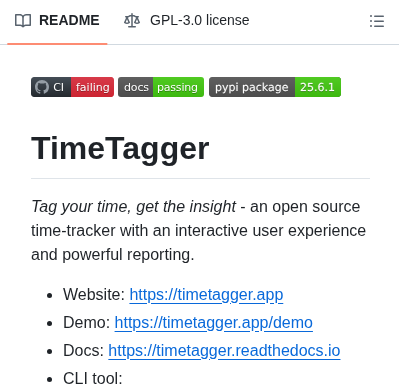 README GPL-3.0 license
CI failing docs passing pypi package 25.6.1
TimeTagger
Tag your time, get the insight - an open source
time-tracker with an interactive user experience
and powerful reporting.
• Website: https://timetagger.app
• Demo: https://timetagger.app/demo
• Docs: https://timetagger.readthedocs.io
• CLI tool: